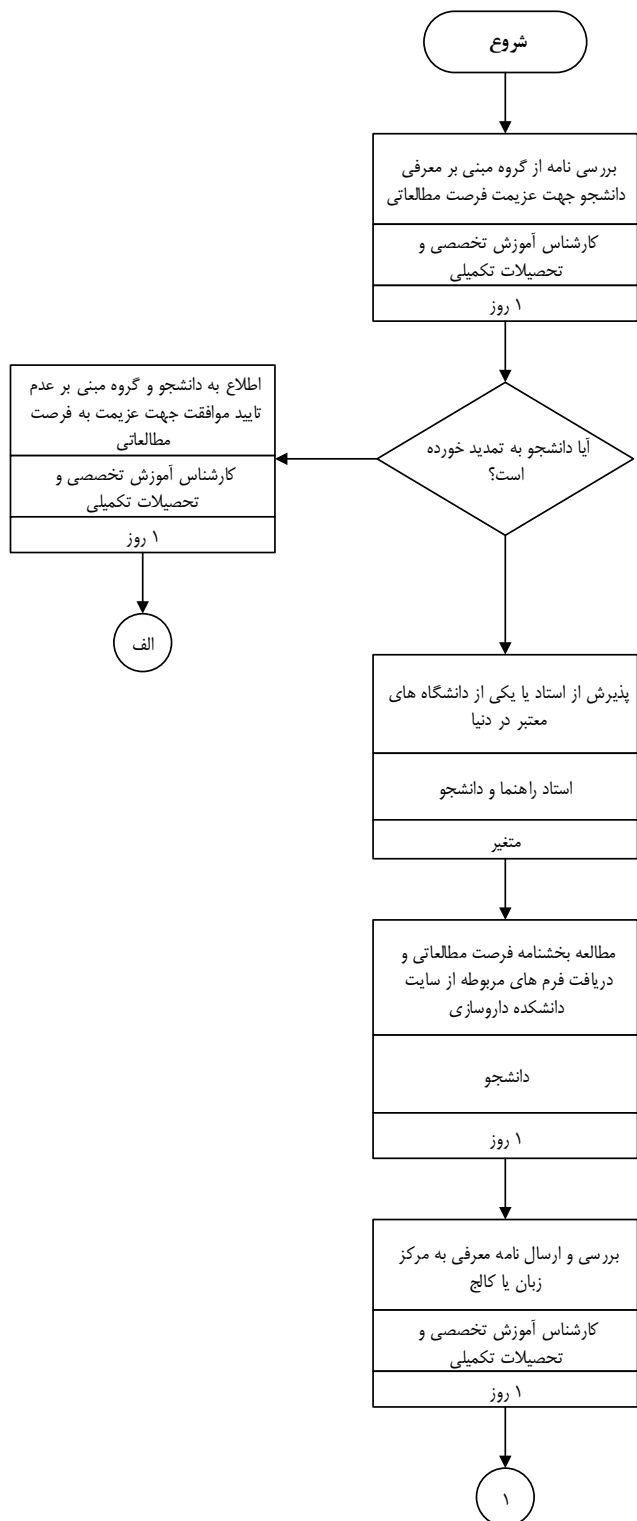 شروع
بررسی نامه از گروه مبنی بر معرفی
دانشجو جهت عزیمت فرصت مطالعاتی
کارشناس آموزش تخصصی و
تحصیلات تکمیلی
۱ روز
آیا دانشجو به تمدید خورده
است؟
اطلاع به دانشجو و گروه مبنی بر عدم
تایید موافقت جهت عزیمت به فرصت
مطالعاتی
کارشناس آموزش تخصصی و
تحصیلات تکمیلی
۱ روز
الف
پذیرش از استاد یا یکی از دانشگاه های
معتبر در دنیا
استاد راهنما و دانشجو
متغیر
مطالعه بخشنامه فرصت مطالعاتی و
دریافت فرم های مربوطه از سایت
دانشکده داروسازی
دانشجو
۱ روز
بررسی و ارسال نامه معرفی به مرکز
زبان یا کالج
کارشناس آموزش تخصصی و
تحصیلات تکمیلی
۱ روز
۱